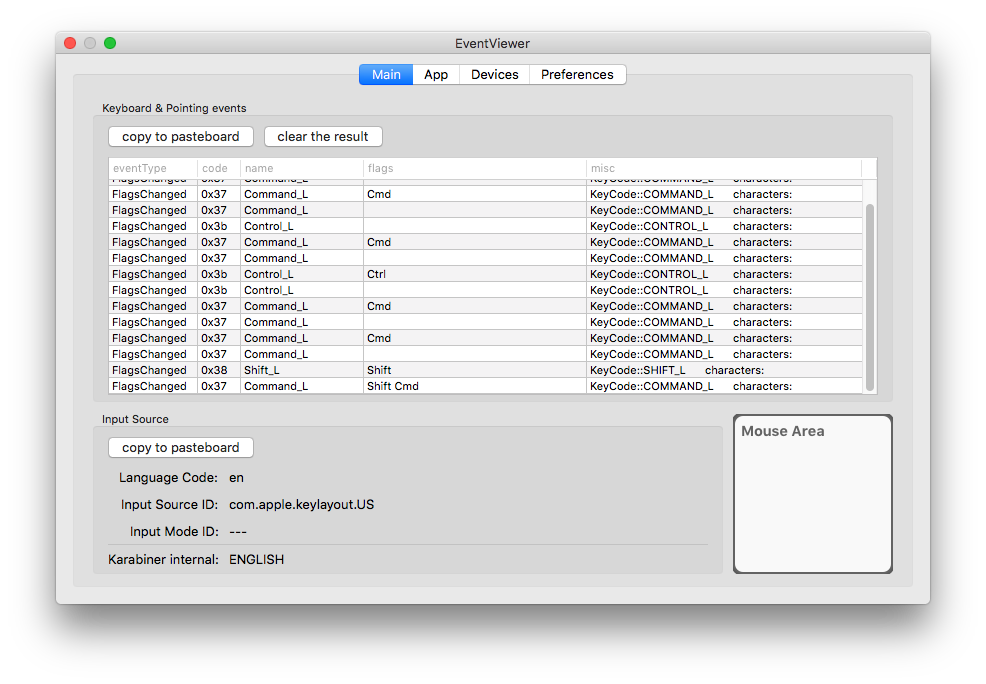 EventViewer
Main App Devices Preferences
Keyboard & Pointing events
copy to pasteboard clear the result
eventType code name flags misc
FlagsChanged 0x37 Command_L KeyCode::COMMAND_L characters:
FlagsChanged 0x37 Command_L Cmd KeyCode::COMMAND_L characters:
FlagsChanged 0x37 Command_L KeyCode::COMMAND_L characters:
FlagsChanged 0x3b Control_L KeyCode::CONTROL_L characters:
FlagsChanged 0x37 Command_L Cmd KeyCode::COMMAND_L characters:
FlagsChanged 0x37 Command_L KeyCode::COMMAND_L characters:
FlagsChanged 0x3b Control_L Ctrl KeyCode::CONTROL_L characters:
FlagsChanged 0x3b Control_L KeyCode::CONTROL_L characters:
FlagsChanged 0x37 Command_L Cmd KeyCode::COMMAND_L characters:
FlagsChanged 0x37 Command_L KeyCode::COMMAND_L characters:
FlagsChanged 0x37 Command_L Cmd KeyCode::COMMAND_L characters:
FlagsChanged 0x37 Command_L KeyCode::COMMAND_L characters:
FlagsChanged 0x38 Shift_L Shift KeyCode::SHIFT_L characters:
FlagsChanged 0x37 Command_L Shift Cmd KeyCode::COMMAND_L characters:
Input Source
copy to pasteboard
Mouse Area
Language Code: en
Input Source ID: com.apple.keylayout.US
Input Mode ID: ---
Karabiner internal: ENGLISH